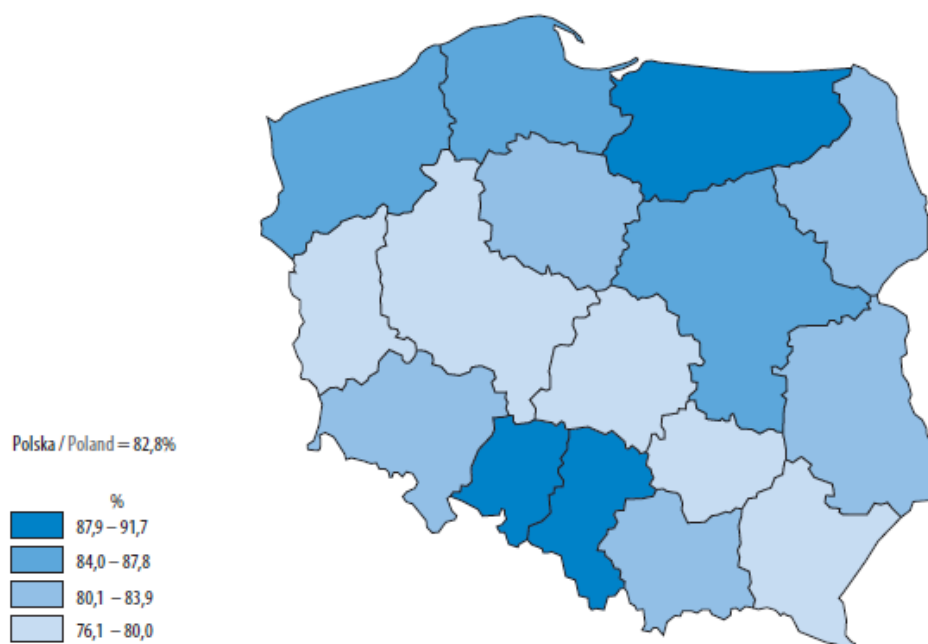 Polska / Poland = 82,8%
%
87,9 – 91,7
84,0 – 87,8
80,1 – 83,9
76,1 – 80,0